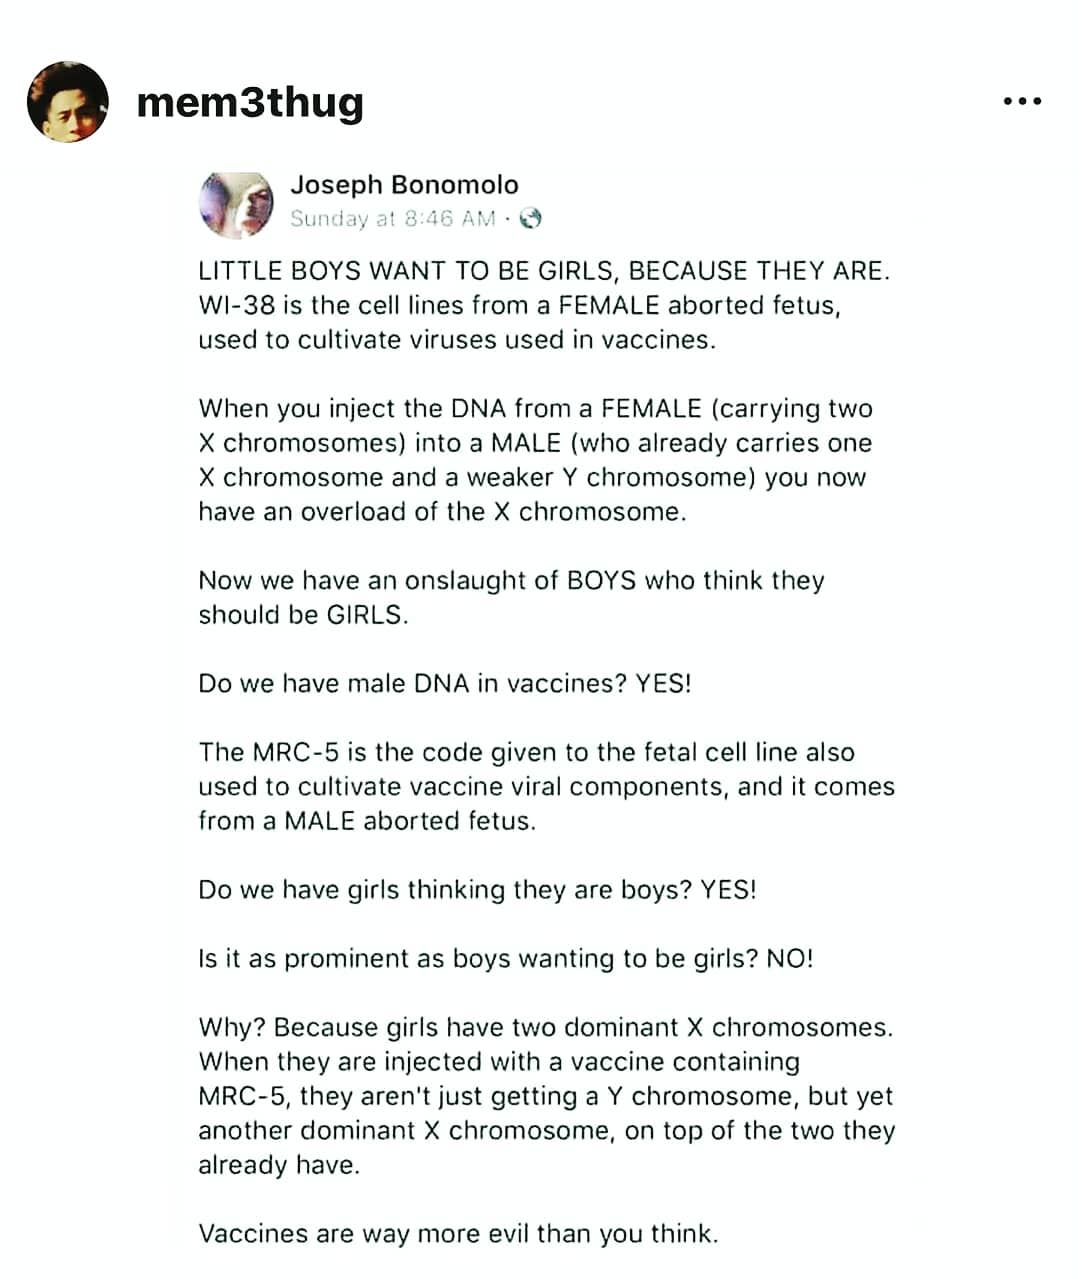 mem3thug
...
Joseph Bonomolo
Sunday at 8:46 AM ·
LITTLE BOYS WANT TO BE GIRLS, BECAUSE THEY ARE.
WI-38 is the cell lines from a FEMALE aborted fetus,
used to cultivate viruses used in vaccines.
When you inject the DNA from a FEMALE (carrying two
X chromosomes) into a MALE (who already carries one
X chromosome and a weaker Y chromosome) you now
have an overload of the X chromosome.
Now we have an onslaught of BOYS who think they
should be GIRLS.
Do we have male DNA in vaccines? YES!
The MRC-5 is the code given to the fetal cell line also
used to cultivate vaccine viral components, and it comes
from a MALE aborted fetus.
Do we have girls thinking they are boys? YES!
Is it as prominent as boys wanting to be girls? NO!
Why? Because girls have two dominant X chromosomes.
When they are injected with a vaccine containing
MRC-5, they aren't just getting a Y chromosome, but yet
another dominant X chromosome, on top of the two they
already have.
Vaccines are way more evil than you think.